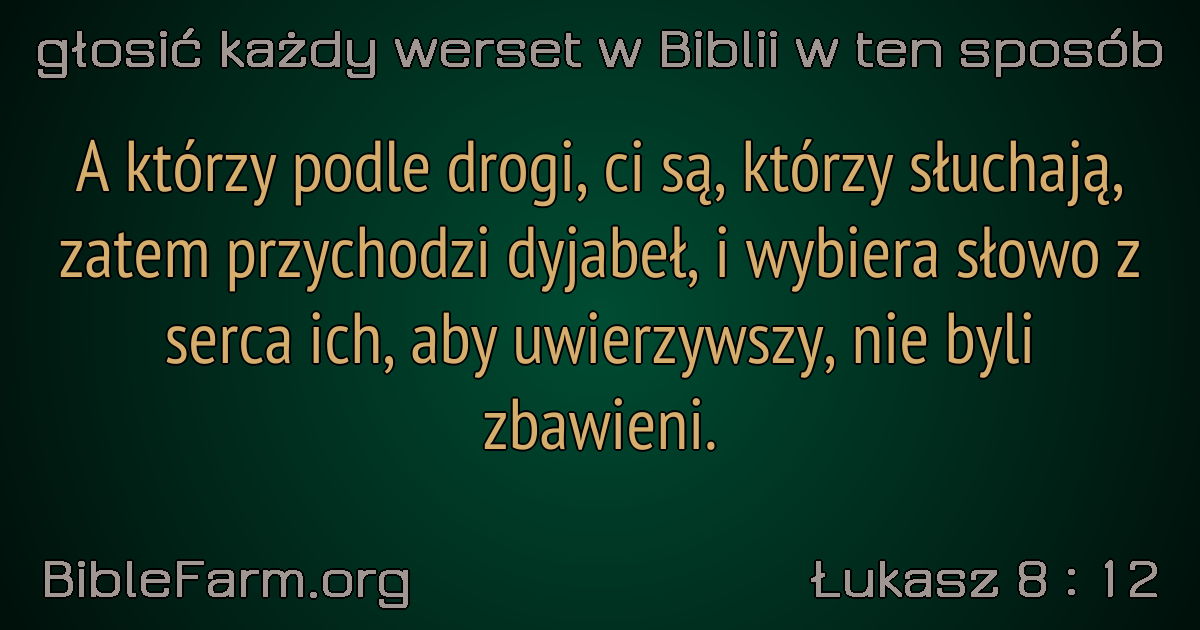 głosić każdy werset w Biblii w ten sposób
A którzy podle drogi, ci są, którzy słuchają,
zatem przychodzi dyjabeł, i wybiera słowo z
serca ich, aby uwierzywszy, nie byli
zbawieni.
BibleFarm.org
Łukasz 8 : 12